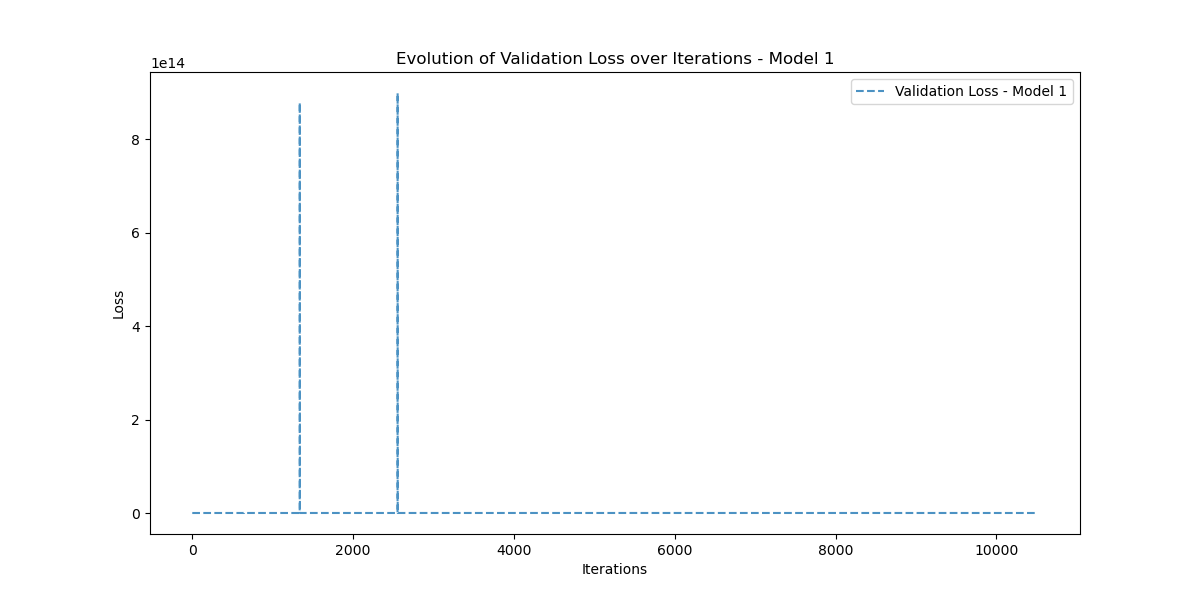 Evolution of Validation Loss over Iterations - Model 1
1e14
Validation Loss - Model 1
8
6
4
2
0
Loss
0 2000 4000 6000 8000 10000
Iterations